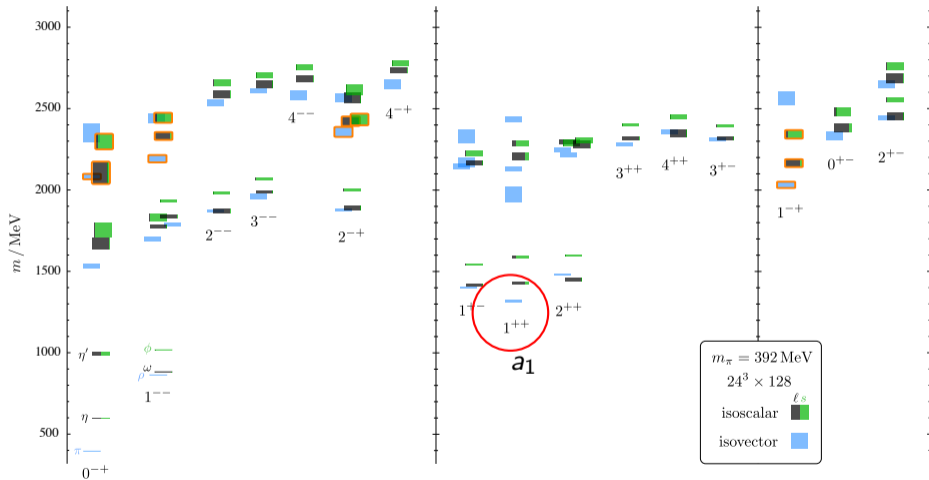 3000
2500
2000
1500
1000
500
m / MeV
4⁻⁻
4⁻⁺
2⁻⁻
3⁻⁻
2⁻⁺
η′
ϕ
ω
ρ
1⁻⁻
η
π
0⁻⁺
3⁺⁺
4⁺⁺
3⁺⁻
1⁺⁻
1⁺⁺
2⁺⁺
a₁
1⁻⁺
0⁺⁻
2⁺⁻
mπ = 392 MeV
24³ × 128
ℓ s
isoscalar
isovector